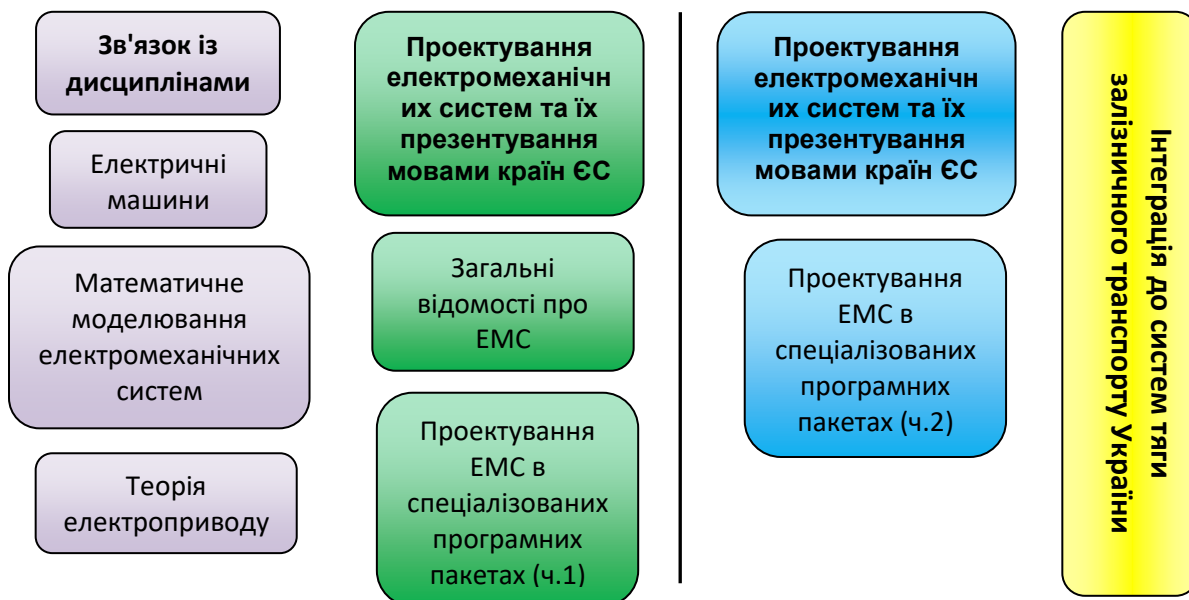 Зв'язок із
дисциплінами
Електричні
машини
Математичне
моделювання
електромеханічних
систем
Теорія
електроприводу
Проектування
електромеханічн
их систем та їх
презентування
мовами країн ЄС
Загальні
відомості про
ЕМС
Проектування
ЕМС в
спеціалізованих
програмних
пакетах (ч.1)
Проектування
електромеханічн
их систем та їх
презентування
мовами країн ЄС
Проектування
ЕМС в
спеціалізованих
програмних
пакетах (ч.2)
Інтеграція до систем тяги
залізничного транспорту України